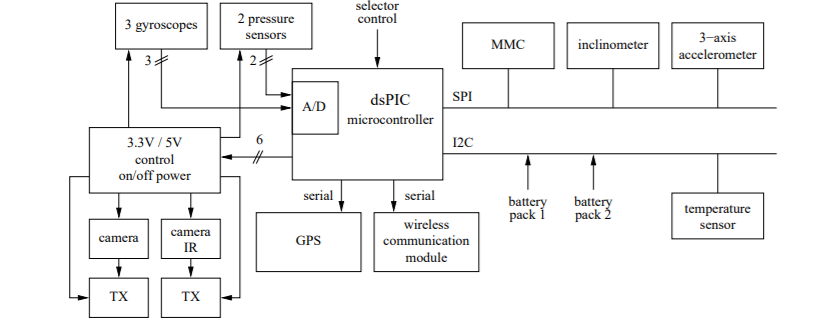 selector
control
3 gyroscopes
2 pressure
sensors
3
2
MMC
inclinometer
3−axis
accelerometer
A/D
dsPIC
microcontroller
SPI
3.3V / 5V
control
on/off power
6
I2C
battery
pack 1
battery
pack 2
temperature
sensor
serial
serial
camera
camera
IR
GPS
wireless
communication
module
TX
TX